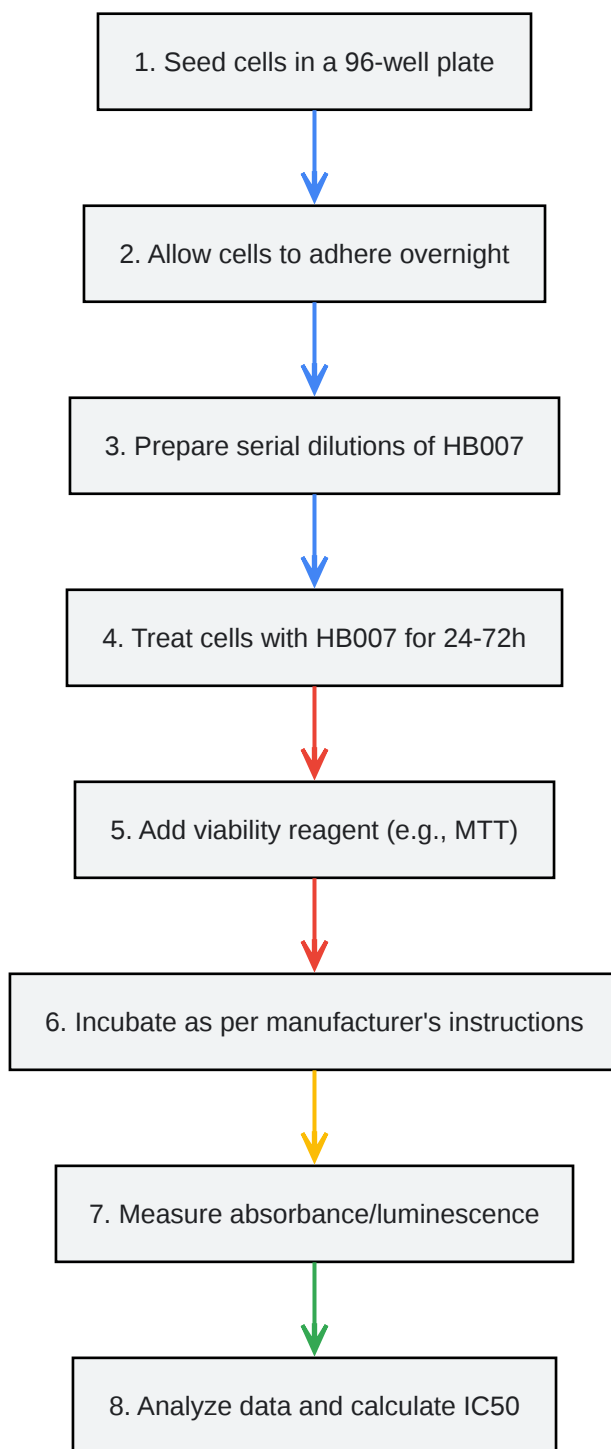 1. Seed cells in a 96-well plate
2. Allow cells to adhere overnight
3. Prepare serial dilutions of HB007
4. Treat cells with HB007 for 24-72h
5. Add viability reagent (e.g., MTT)
6. Incubate as per manufacturer's instructions
7. Measure absorbance/luminescence
8. Analyze data and calculate IC50